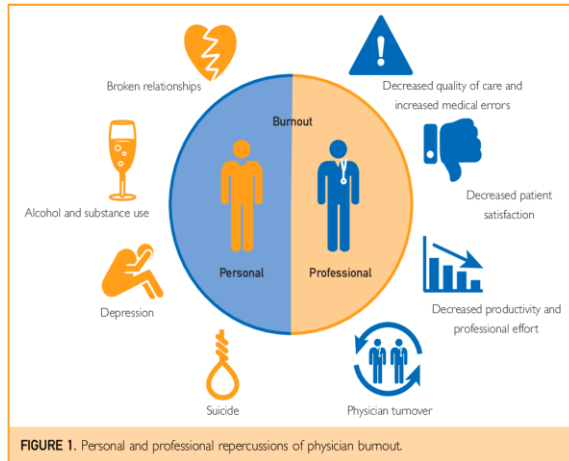 Broken relationships
Decreased quality of care and
increased medical errors
Burnout
Alcohol and substance use
Decreased patient
satisfaction
Personal
Professional
Depression
Decreased productivity and
professional effort
Suicide
Physician turnover
FIGURE 1. Personal and professional repercussions of physician burnout.